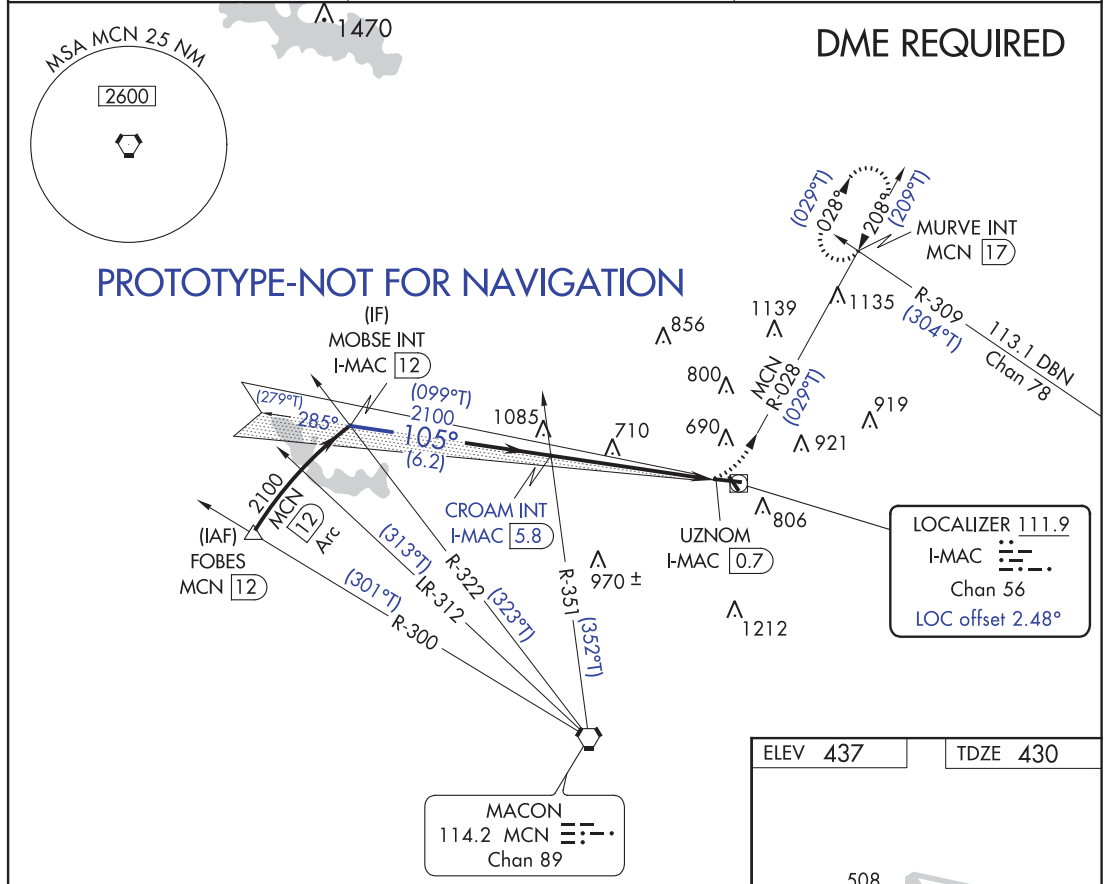 1470
MSA MCN 25 NM
2600
DME REQUIRED
(029°T)
028°
208°
(209°T)
MURVE INT
MCN 17
PROTOTYPE-NOT FOR NAVIGATION
(IF)
MOBSE INT
I-MAC 12
856
1139
1135
R-309
(304°T)
113.1 DBN
Chan 78
MCN
R-028
(029°T)
800
690
919
921
(279°T)
285°
(099°T)
2100
105°
(6.2)
1085
710
2100
MCN
12
Arc
(IAF)
FOBES
MCN 12
CROAM INT
I-MAC 5.8
UZNOM
I-MAC 0.7
806
LOCALIZER 111.9
I-MAC
Chan 56
LOC offset 2.48°
(313°T)
LR-312
R-322
(323°T)
(301°T)
R-300
R-351
(352°T)
970 ±
1212
MACON
114.2 MCN
Chan 89
ELEV 437
TDZE 430
508